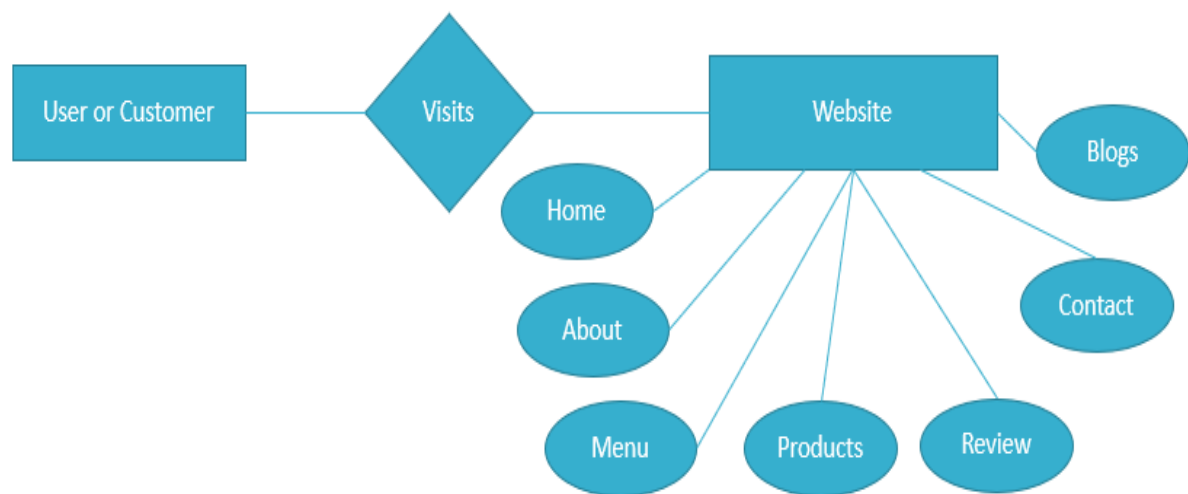 User or Customer
Visits
Website
Blogs
Home
Contact
About
Menu
Products
Review